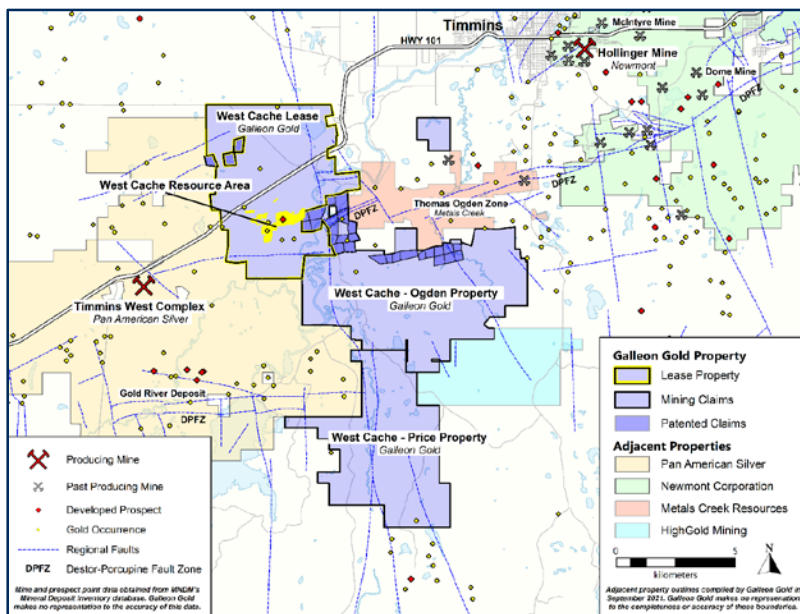 Timmins
McIntyre Mine
HWY 101
Hollinger Mine
Newmont
Dome Mine
DPFZ
West Cache Lease
Galleon Gold
West Cache Resource Area
DPFZ
DPFZ
Thomas Ogden Zone
Metals Creek
West Cache - Ogden Property
Galleon Gold
Timmins West Complex
Pan American Silver
Gold River Deposit
DPFZ
West Cache - Price Property
Galleon Gold
Producing Mine
Past Producing Mine
Developed Prospect
Gold Occurrence
Regional Faults
DPFZ Destor-Porcupine Fault Zone
Mine and prospect point data obtained from MNDM's
Mineral Deposit Inventory database. Galleon Gold
makes no representation to the accuracy of this data.
Galleon Gold Property
Lease Property
Mining Claims
Patented Claims
Adjacent Properties
Pan American Silver
Newmont Corporation
Metals Creek Resources
HighGold Mining
0 5
kilometers
N
Adjacent property outlines compiled by Galleon Gold in
September 2021. Galleon Gold makes no representation
to the completeness or accuracy of these boundaries